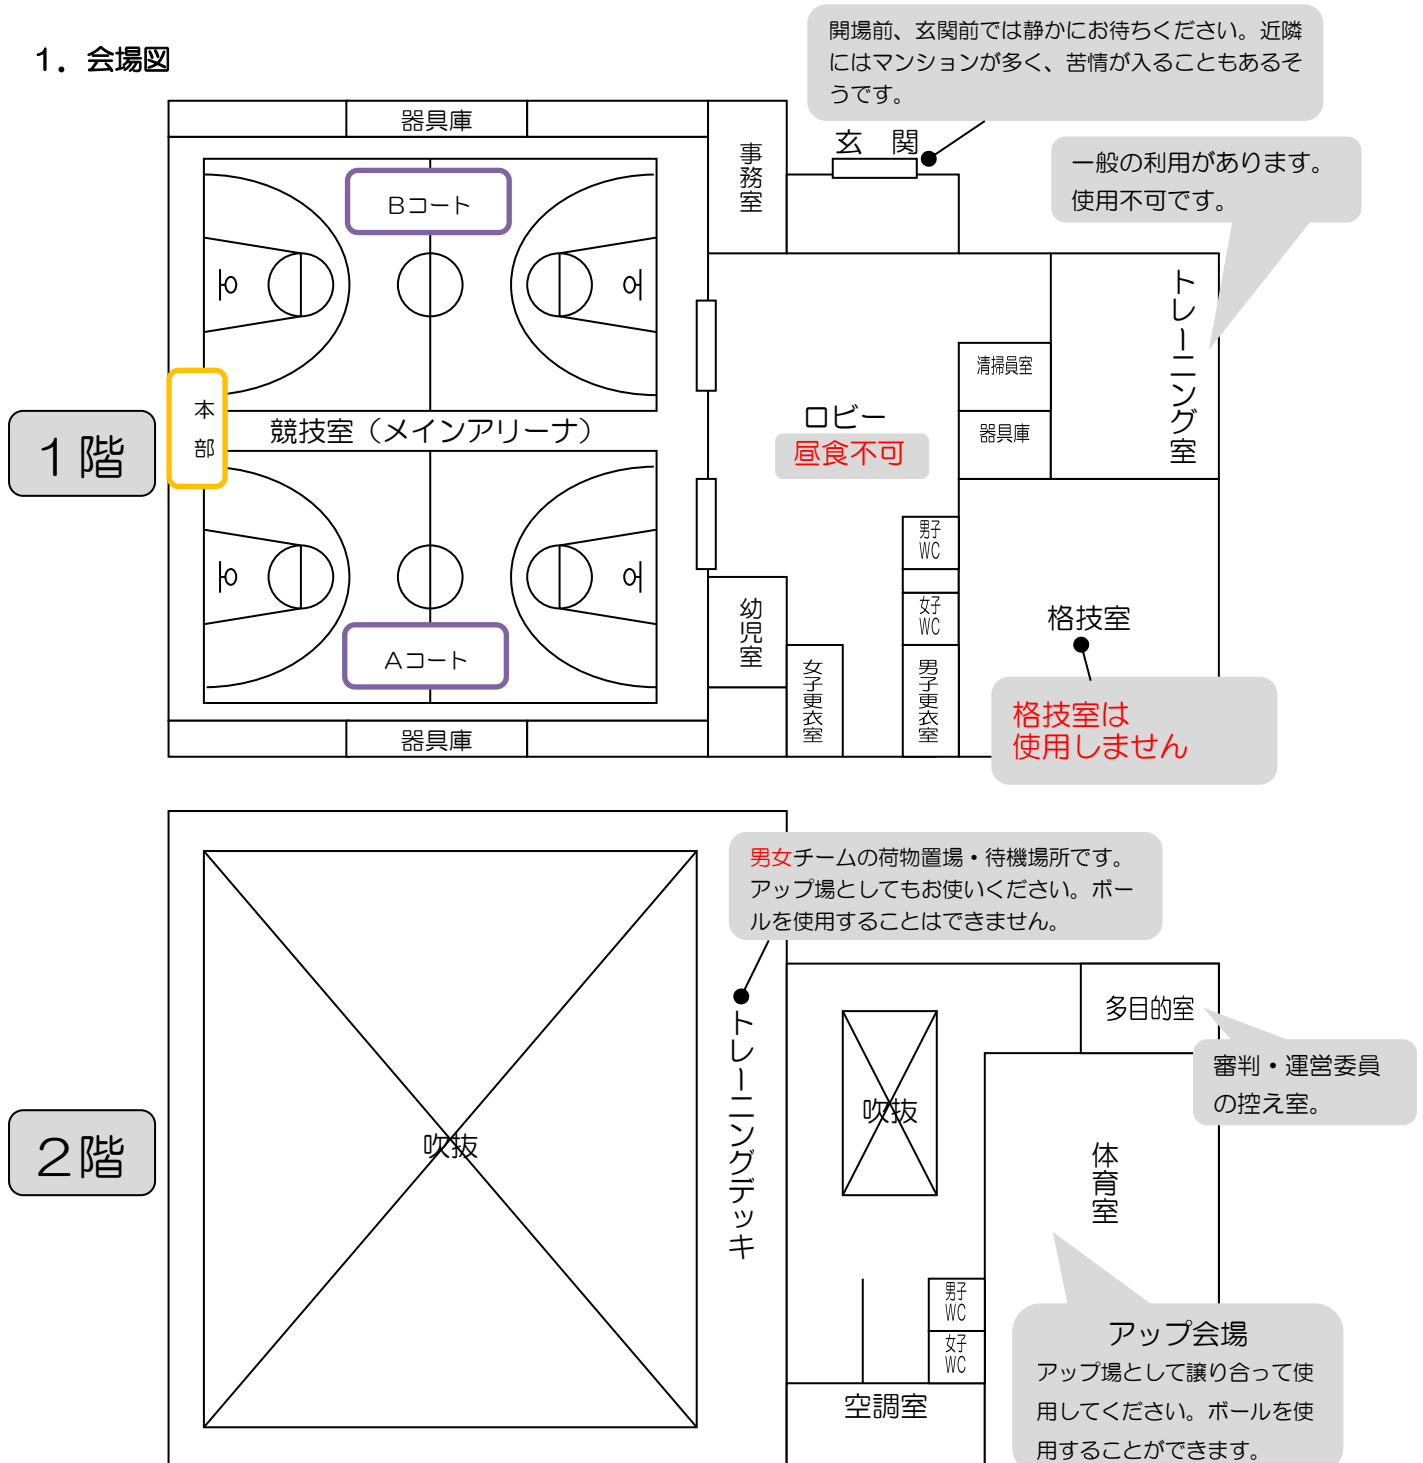 1．会場図
開場前、玄関前では静かにお待ちください。近隣
にはマンションが多く、苦情が入ることもあるそ
うです。
器具庫
事務室
玄　関
一般の利用があります。
使用不可です。
Bコート
トレーニング室
清掃員室
本部
競技室（メインアリーナ）
ロビー
昼食不可
器具庫
1階
男子
WC
女子
WC
幼児室
格技室
Aコート
女子更衣室
男子更衣室
格技室は
使用しません
器具庫
男女チームの荷物置場・待機場所です。
アップ場としてもお使いください。ボー
ルを使用することはできません。
トレーニングデッキ
多目的室
審判・運営委員
の控え室。
吹抜
吹抜
2階
体育室
男子
WC
女子
WC
空調室
アップ会場
アップ場として譲り合って使
用してください。ボールを使
用することができます。